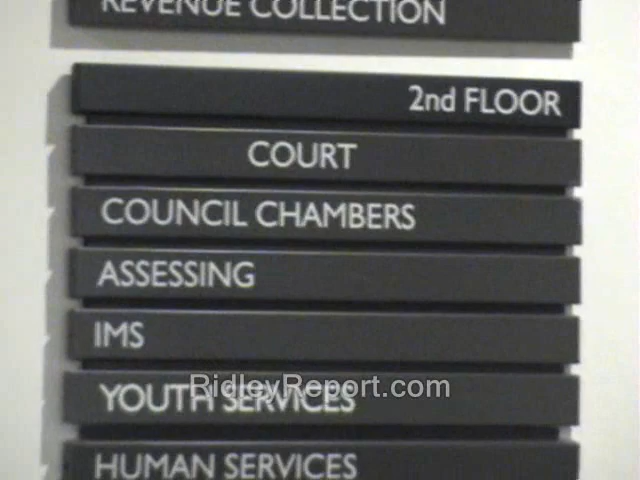 REVENUE COLLECTION
2nd FLOOR
COURT
COUNCIL CHAMBERS
ASSESSING
IMS
YOUTH SERVICES
RidleyReport.com
HUMAN SERVICES